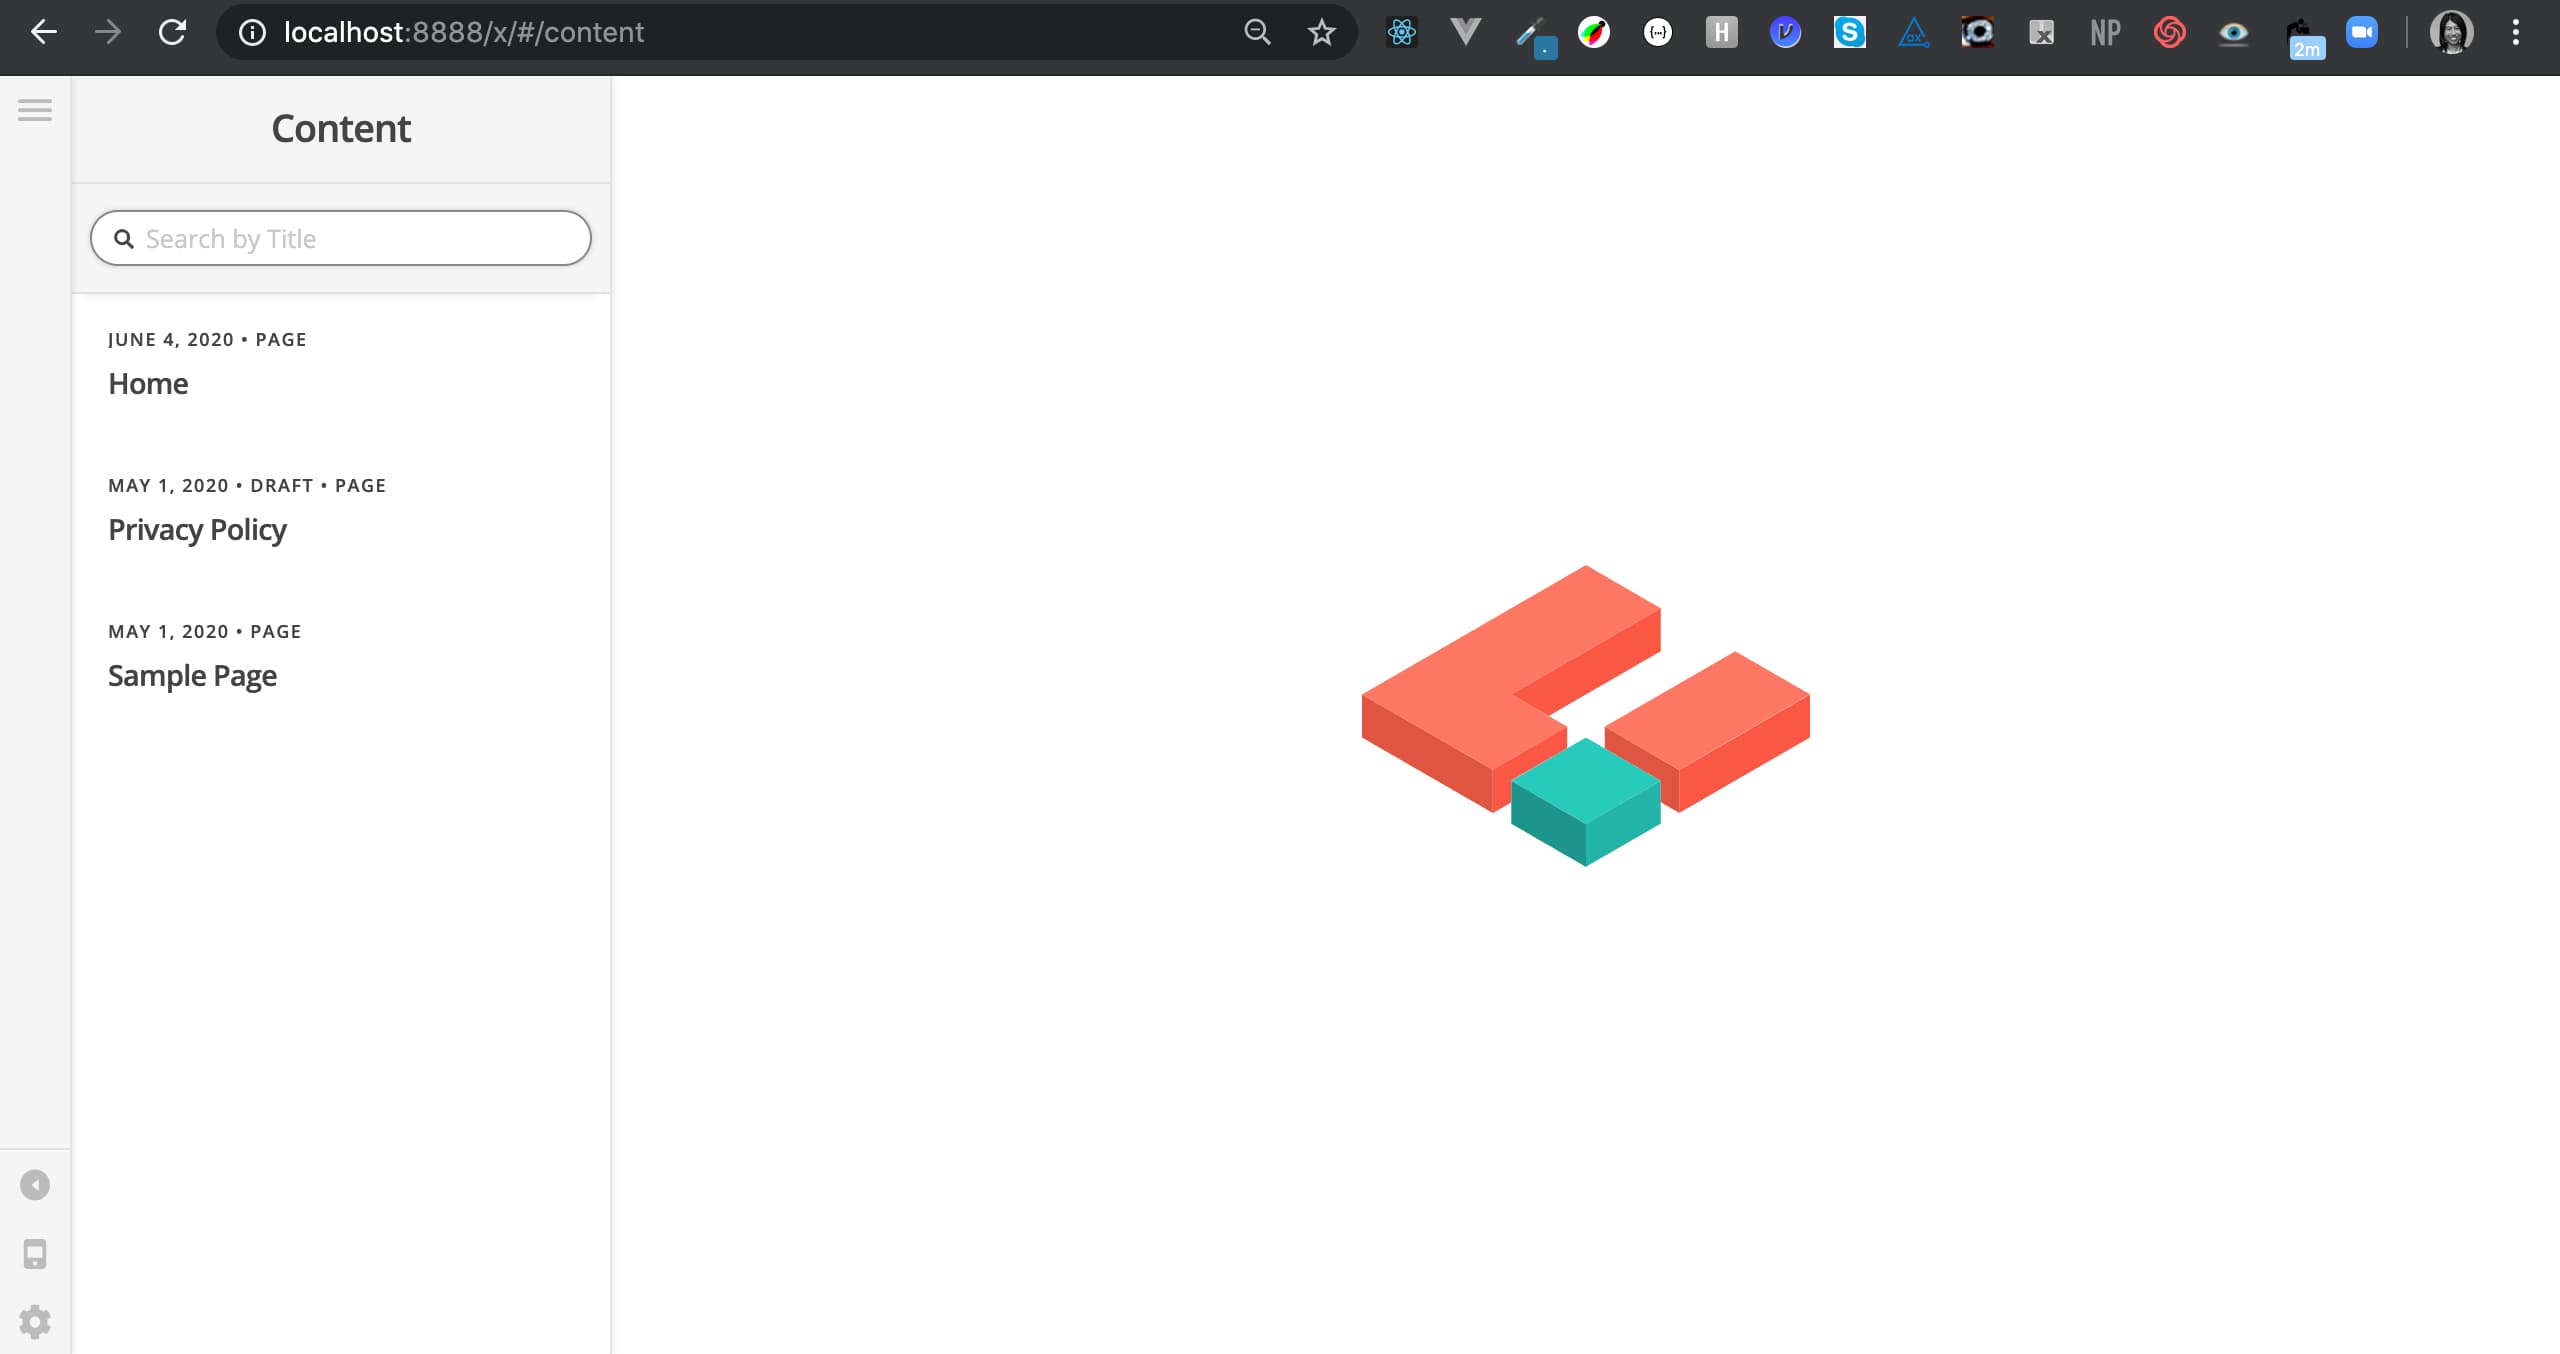 localhost:8888/x/#/content
H
S
ax
x
NP
2m
Content
Search by Title
JUNE 4, 2020 • PAGE
Home
MAY 1, 2020 • DRAFT • PAGE
Privacy Policy
MAY 1, 2020 • PAGE
Sample Page